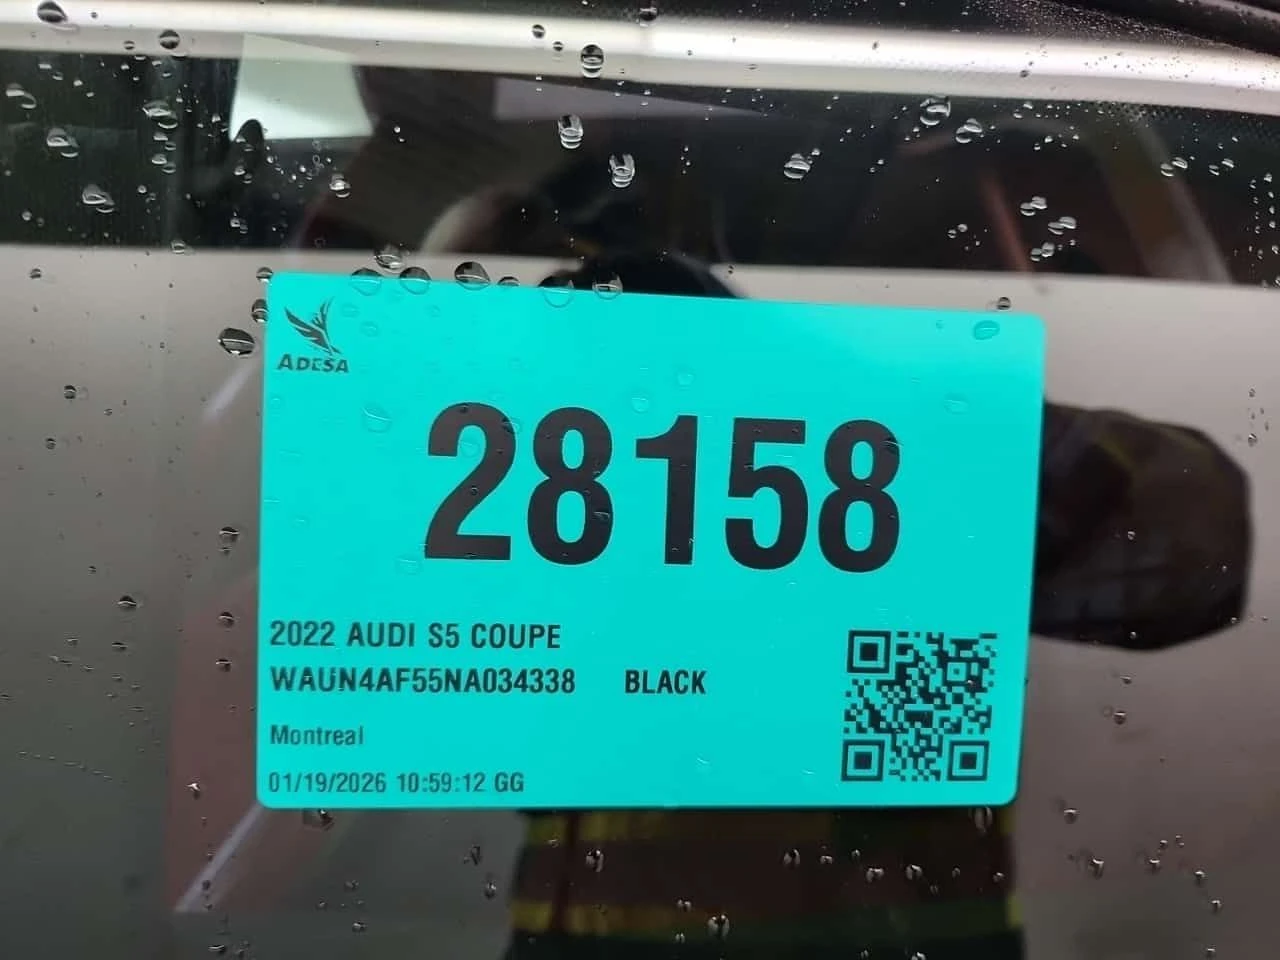 ADESA
28158
2022 AUDI S5 COUPE
WAUN4AF55NA034338 BLACK
Montreal
01/19/2026 10:59:12 GG